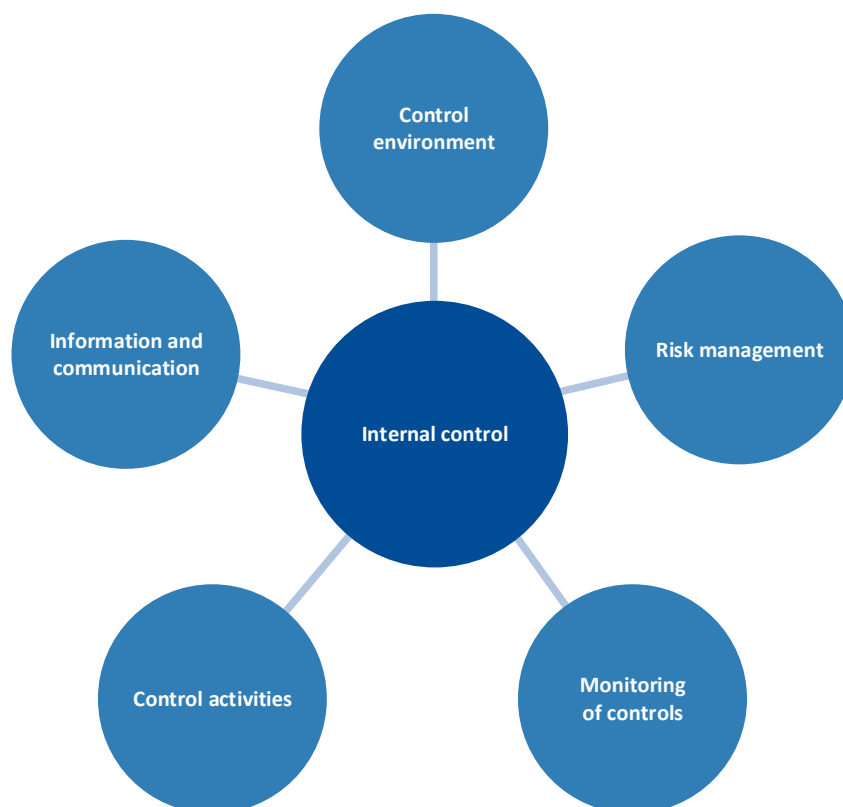 Control
environment
Information and
communication
Risk management
Internal control
Control activities
Monitoring
of controls